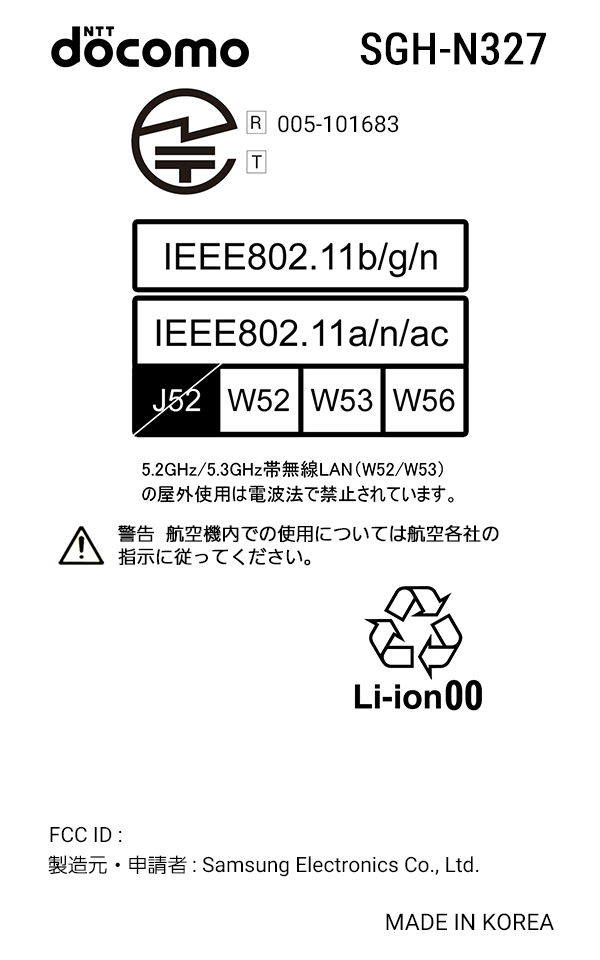 NTT
docomo
SGH-N327
R 005-101683
T
IEEE802.11b/g/n
IEEE802.11a/n/ac
J52 W52 W53 W56
5.2GHz/5.3GHz帯無線LAN（W52/W53）
の屋外使用は電波法で禁止されています。
警告 航空機内での使用については航空各社の
指示に従ってください。
Li-ion00
FCC ID :
製造元・申請者 : Samsung Electronics Co., Ltd.
MADE IN KOREA